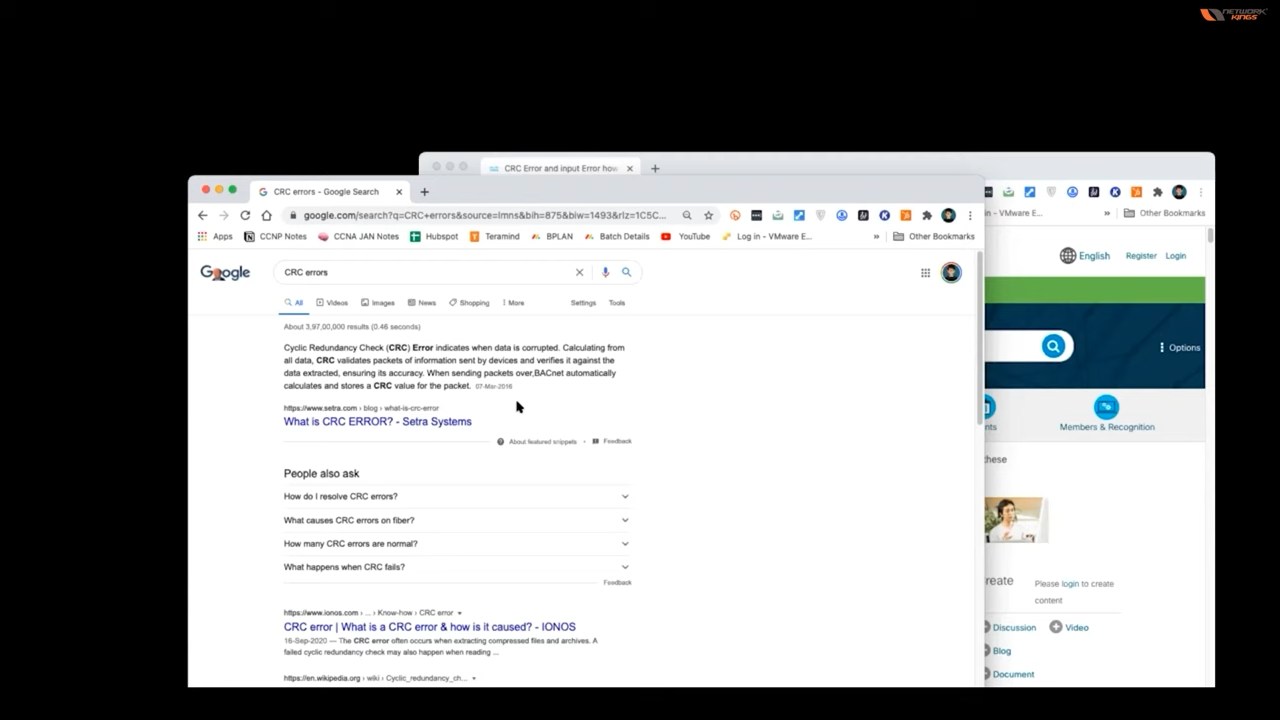 NETWORK
KINGS
CRC Error and input Error how
CRC errors - Google Search
google.com/search?q=CRC+errors&source=lmns&bih=875&biw=1493&rlz=1C5C...
Apps
CCNP Notes
CCNA JAN Notes
Hubspot
Teramind
BPLAN
Batch Details
YouTube
Log in - VMware E...
»
Other Bookmarks
in - VMware E...
»
Other Bookmarks
Google
CRC errors
English
Register
Login
All
Videos
Images
News
Shopping
More
Settings
Tools
About 3,97,00,000 results (0.46 seconds)
Cyclic Redundancy Check (CRC) Error indicates when data is corrupted. Calculating from
all data, CRC validates packets of information sent by devices and verifies it against the
data extracted, ensuring its accuracy. When sending packets over,BACnet automatically
calculates and stores a CRC value for the packet. 07-Mar-2016
https://www.setra.com › blog › what-is-crc-error
What is CRC ERROR? - Setra Systems
About featured snippets
Feedback
People also ask
How do I resolve CRC errors?
What causes CRC errors on fiber?
How many CRC errors are normal?
What happens when CRC fails?
Feedback
https://www.ionos.com › ... › Know-how › CRC error
CRC error | What is a CRC error & how is it caused? - IONOS
16-Sep-2020 — The CRC error often occurs when extracting compressed files and archives. A
failed cyclic redundancy check may also happen when reading ...
https://en.wikipedia.org › wiki › Cyclic_redundancy_ch...
Options
nts
Members & Recognition
these
reate
Please login to create
content
Discussion
Video
Blog
Document